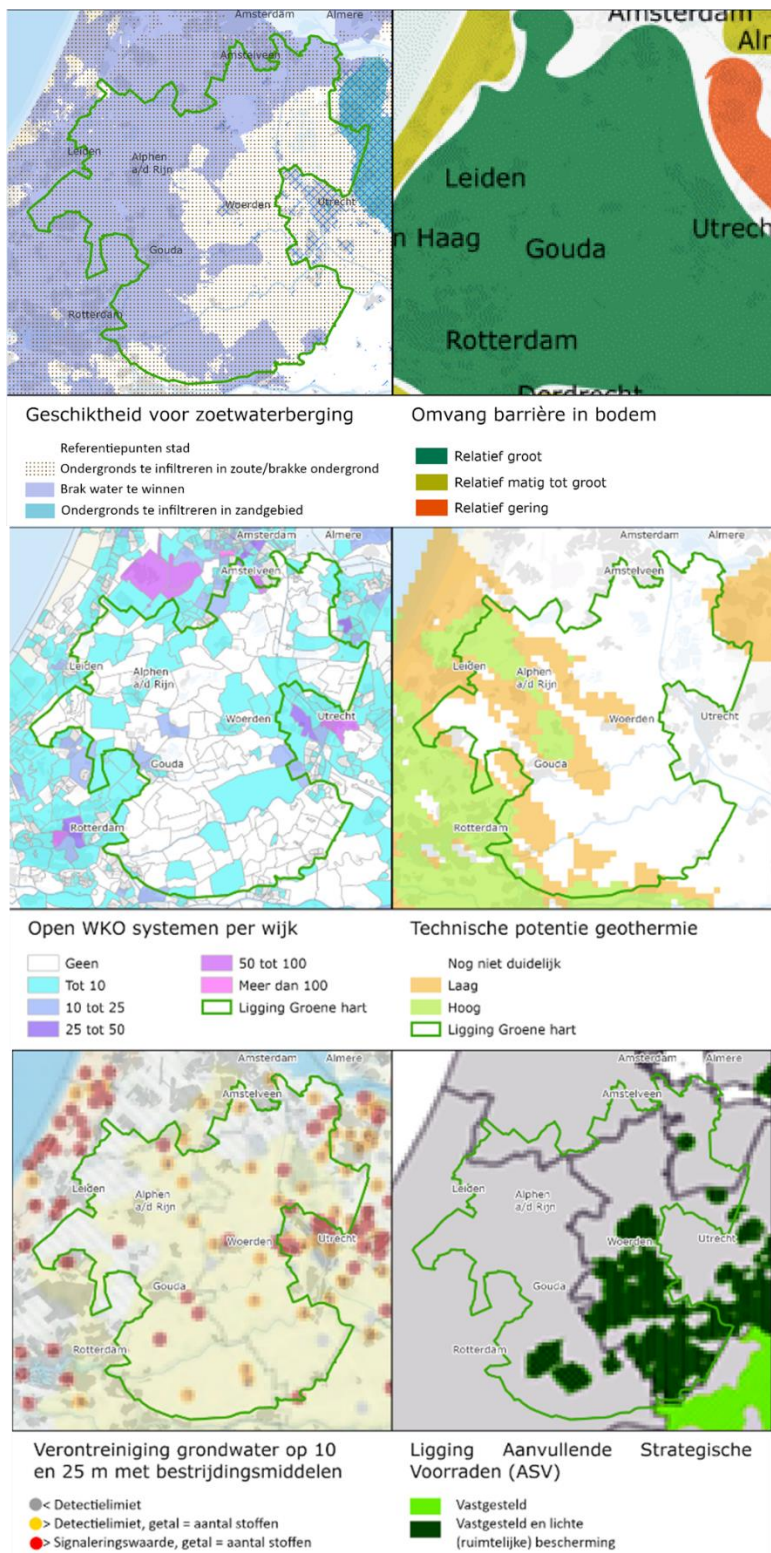 Amsterdam Almere
Amstelveen
Leiden
Alphen
a/d Rijn
Woerden
Utrecht
Gouda
Rotterdam
Amsterdam
Alm
Leiden
n Haag
Gouda
Utrech
Rotterdam
Dordrecht
Geschiktheid voor zoetwaterberging
Referentiepunten stad
Ondergronds te infiltreren in zoute/brakke ondergrond
Brak water te winnen
Ondergronds te infiltreren in zandgebied
Omvang barrière in bodem
Relatief groot
Relatief matig tot groot
Relatief gering
Amsterdam Almere
Amstelveen
Leiden
Alphen
a/d Rijn
Woerden
Utrecht
Gouda
Rotterdam
Amsterdam Almere
Amstelveen
Leiden
Alphen
a/d Rijn
Woerden
Utrecht
Gouda
Rotterdam
Open WKO systemen per wijk
Geen
Tot 10
10 tot 25
25 tot 50
50 tot 100
Meer dan 100
Ligging Groene hart
Technische potentie geothermie
Nog niet duidelijk
Laag
Hoog
Ligging Groene hart
Amsterdam Almere
Amstelveen
Leiden
Alphen
a/d Rijn
Woerden
Utrecht
Gouda
Rotterdam
Amsterdam Almere
Amstelveen
Leiden
Alphen
a/d Rijn
Woerden
Utrecht
Gouda
Rotterdam
Verontreiniging grondwater op 10
en 25 m met bestrijdingsmiddelen
< Detectielimiet
> Detectielimiet, getal = aantal stoffen
> Signaleringswaarde, getal = aantal stoffen
Ligging Aanvullende Strategische
Voorraden (ASV)
Vastgesteld
Vastgesteld en lichte
(ruimtelijke) bescherming